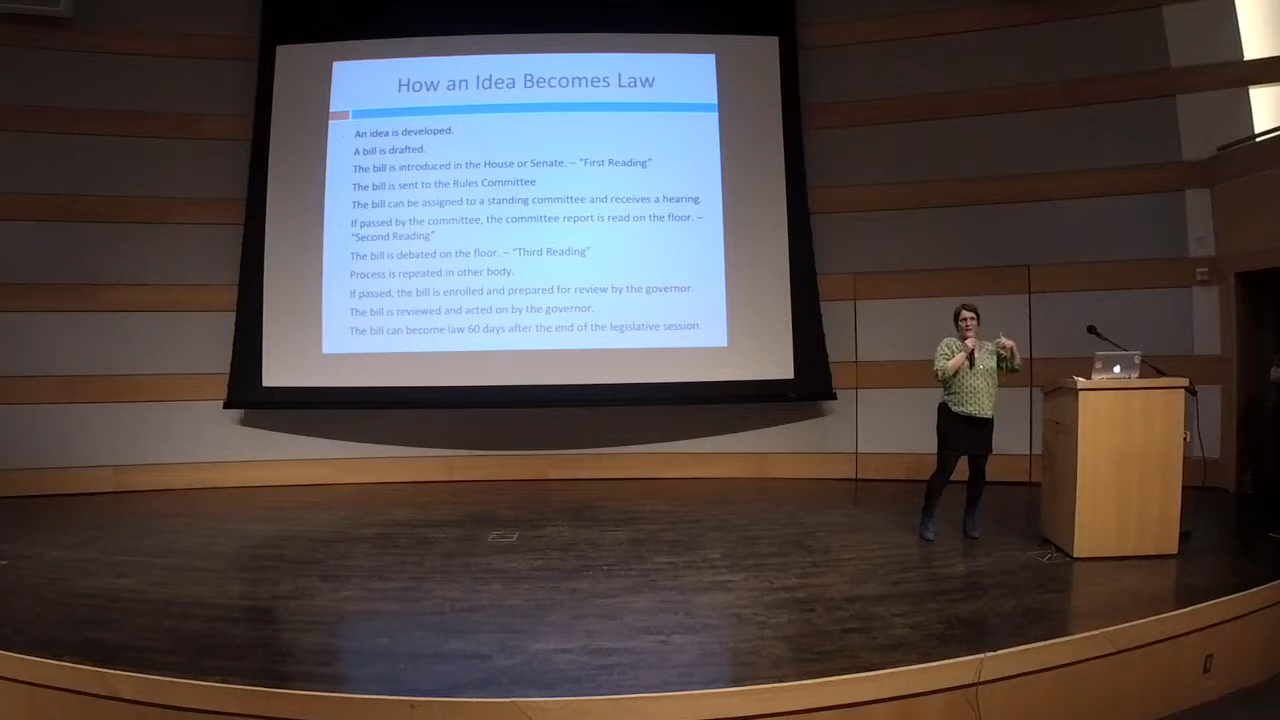 How an Idea Becomes Law
An idea is developed.
A bill is drafted.
The bill is introduced in the House or Senate. – "First Reading"
The bill is sent to the Rules Committee
The bill can be assigned to a standing committee and receives a hearing.
If passed by the committee, the committee report is read on the floor. –
"Second Reading"
The bill is debated on the floor. – "Third Reading"
Process is repeated in other body.
If passed, the bill is enrolled and prepared for review by the governor.
The bill is reviewed and acted on by the governor.
The bill can become law 60 days after the end of the legislative session.